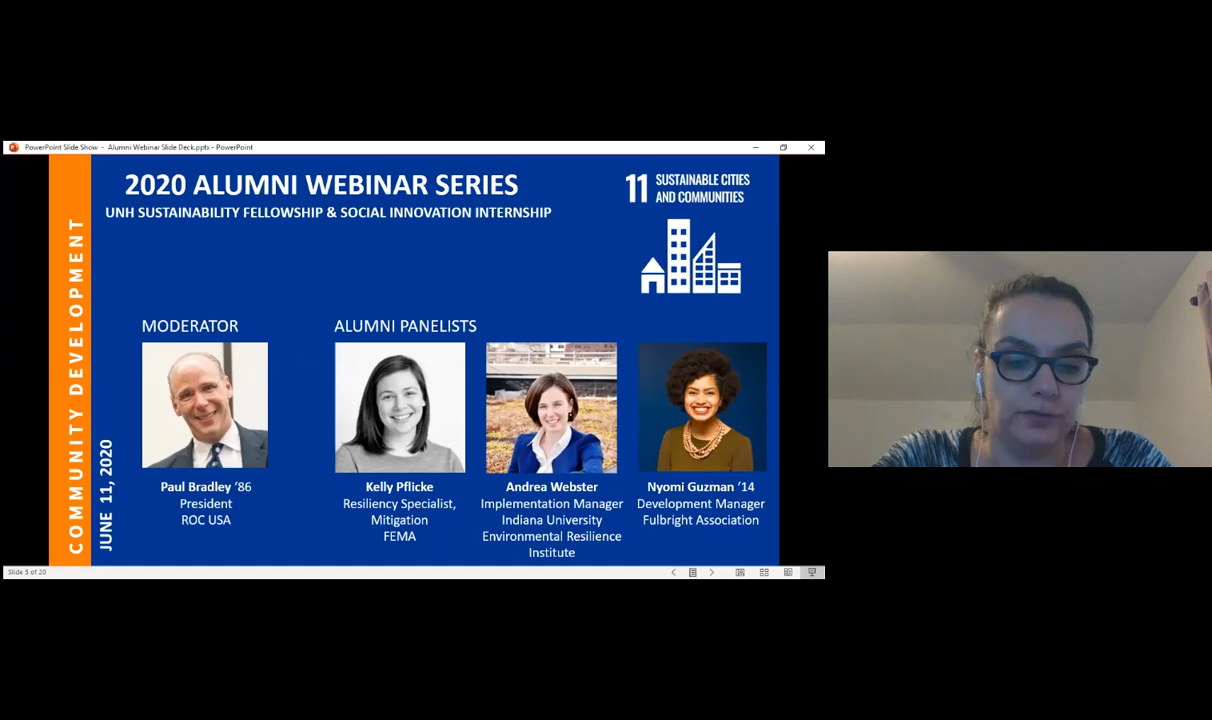 PowerPoint Slide Show - Alumni Webinar Slide Deck.pptx - PowerPoint
2020 ALUMNI WEBINAR SERIES
UNH SUSTAINABILITY FELLOWSHIP & SOCIAL INNOVATION INTERNSHIP
11 SUSTAINABLE CITIES
AND COMMUNITIES
COMMUNITY DEVELOPMENT
JUNE 11, 2020
MODERATOR
Paul Bradley ‘86
President
ROC USA
ALUMNI PANELISTS
Kelly Pflicke
Resiliency Specialist,
Mitigation
FEMA
Andrea Webster
Implementation Manager
Indiana University
Environmental Resilience
Institute
Nyomi Guzman ‘14
Development Manager
Fulbright Association
Slide 3 of 20